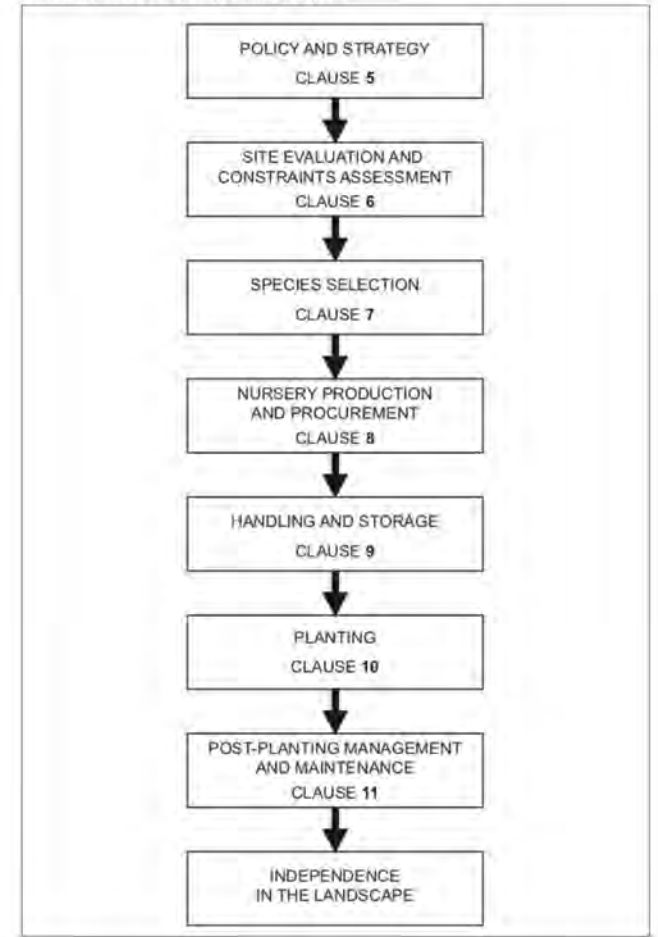 POLICY AND STRATEGY
CLAUSE 5
SITE EVALUATION AND
CONSTRAINTS ASSESSMENT
CLAUSE 6
SPECIES SELECTION
CLAUSE 7
NURSERY PRODUCTION
AND PROCUREMENT
CLAUSE 8
HANDLING AND STORAGE
CLAUSE 9
PLANTING
CLAUSE 10
POST-PLANTING MANAGEMENT
AND MAINTENANCE
CLAUSE 11
INDEPENDENCE
IN THE LANDSCAPE